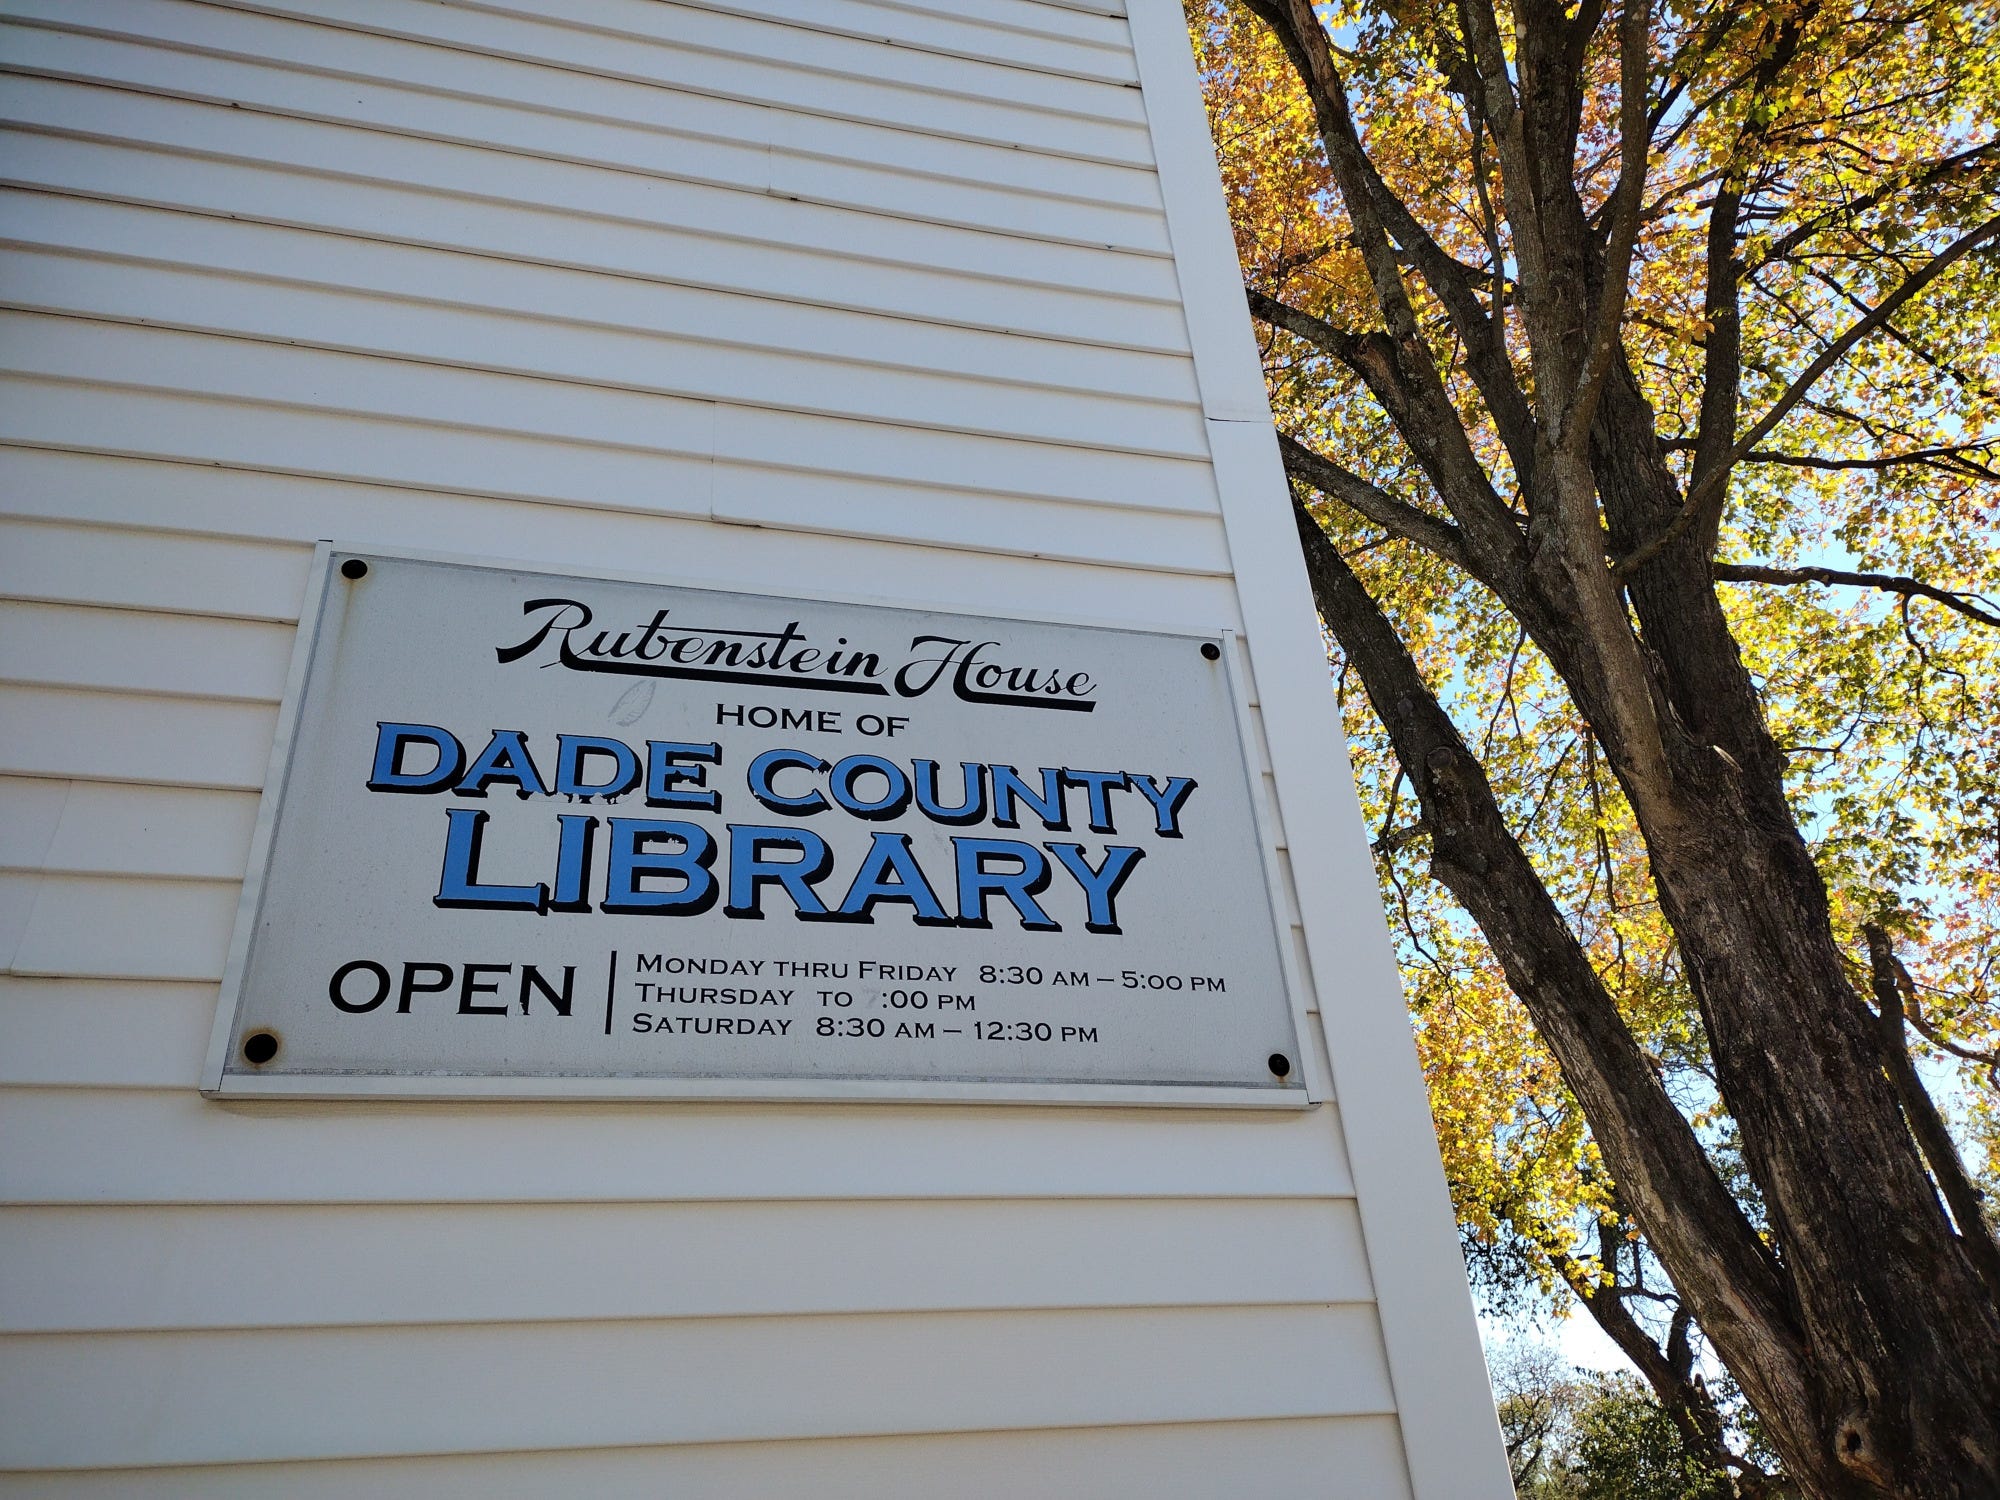 Rubenstein House
HOME OF
DADE COUNTY
LIBRARY
OPEN
MONDAY THRU FRIDAY 8:30 AM – 5:00 PM
THURSDAY TO :00 PM
SATURDAY 8:30 AM – 12:30 PM